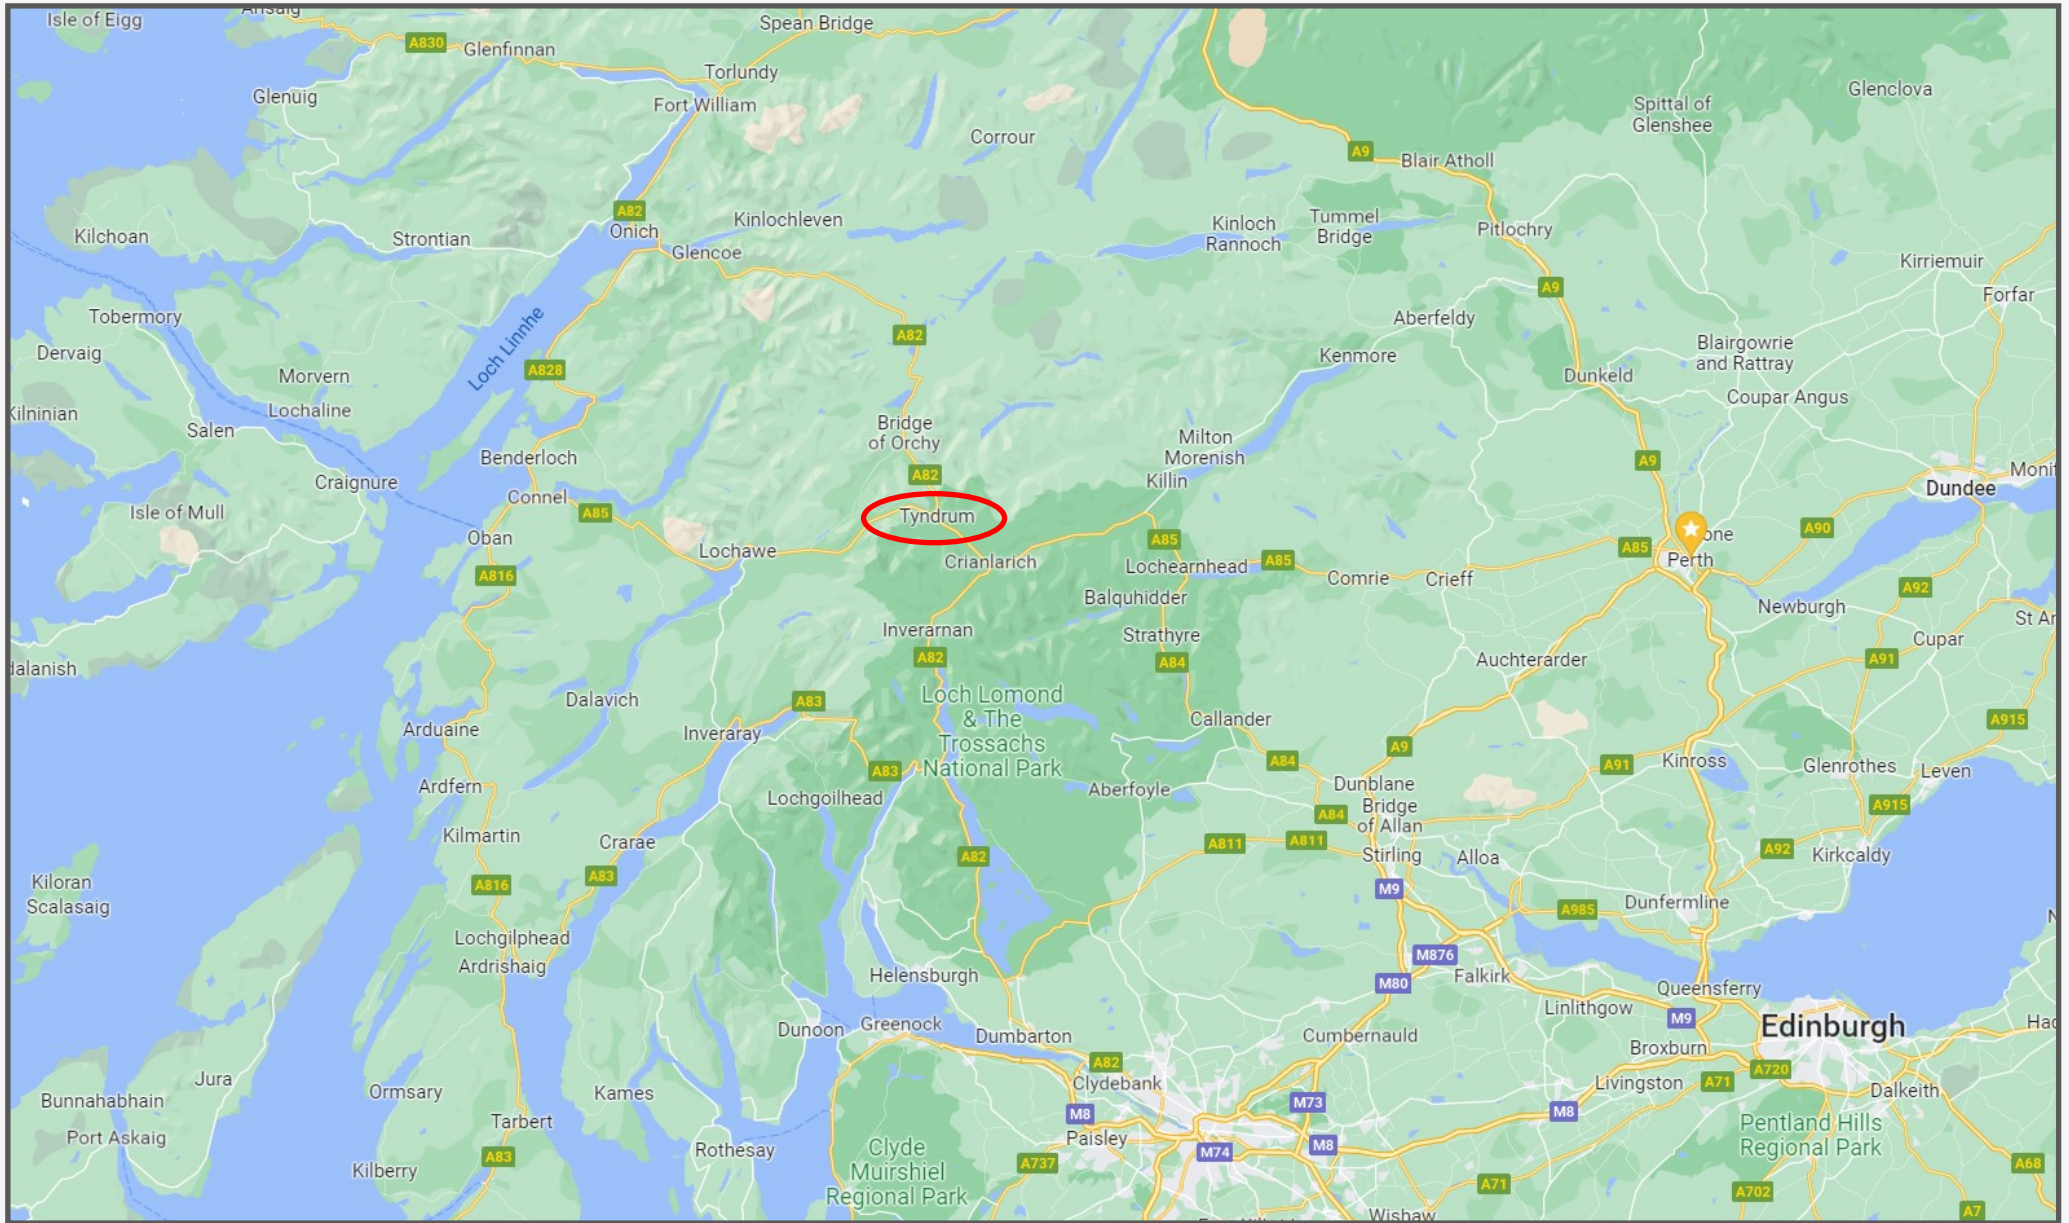 Isle of Eigg
Spean Bridge
A830
Glenfinnan
Torlundy
Glenuig
Fort William
Glenclova
Spittal of
Glenshee
Corrour
A9
Blair Atholl
A82
Onich
Kinlochleven
Kinloch
Rannoch
Tummel
Bridge
Pitlochry
Kilchoan
Strontian
Glencoe
Kirriemuir
A9
Forfar
Tobermory
Loch Linnhe
A82
Aberfeldy
Dervaig
Kenmore
Blairgowrie
and Rattray
Morvern
A828
Dunkeld
Lochaline
Coupar Angus
Salen
Bridge
of Orchy
Milton
Morenish
Benderloch
A9
Craignure
A82
Killin
Dundee
Connel
Isle of Mull
A85
Tyndrum
A90
Oban
Lochawe
Crianlarich
A85
A85
Perth
Lochearnhead
A85
Comrie
Crieff
A816
A92
Balquhidder
Newburgh
Inverarnan
Strathyre
Cupar
A82
A84
Auchterarder
A91
Dalavich
A83
Loch Lomond
& The
Trossachs
National Park
Arduaine
Inveraray
Callander
A915
A9
A83
A84
A91
Kinross
Glenrothes
Leven
Ardfern
Lochgoilhead
Aberfoyle
Dunblane
A915
Bridge
of Allan
A84
Kilmartin
Crarae
A811
A811
A92
Kirkcaldy
A82
Stirling
Alloa
Kiloran
Scalasaig
A816
A83
M9
Dunfermline
A985
Lochgilphead
Ardrishaig
M876
Helensburgh
M80
Falkirk
Queensferry
Linlithgow
M9
Edinburgh
Dunoon
Greenock
Dumbarton
Cumbernauld
Broxburn
A82
A720
Jura
Ormsary
Kames
Clydebank
Livingston
A71
Dalkeith
Bunnahabhain
M8
M73
M8
Port Askaig
Tarbert
Paisley
Pentland Hills
Regional Park
Rothesay
Clyde
Muirshiel
Regional Park
M74
M8
A83
Kilberry
A737
A71
A702
A68
A7
Wishaw